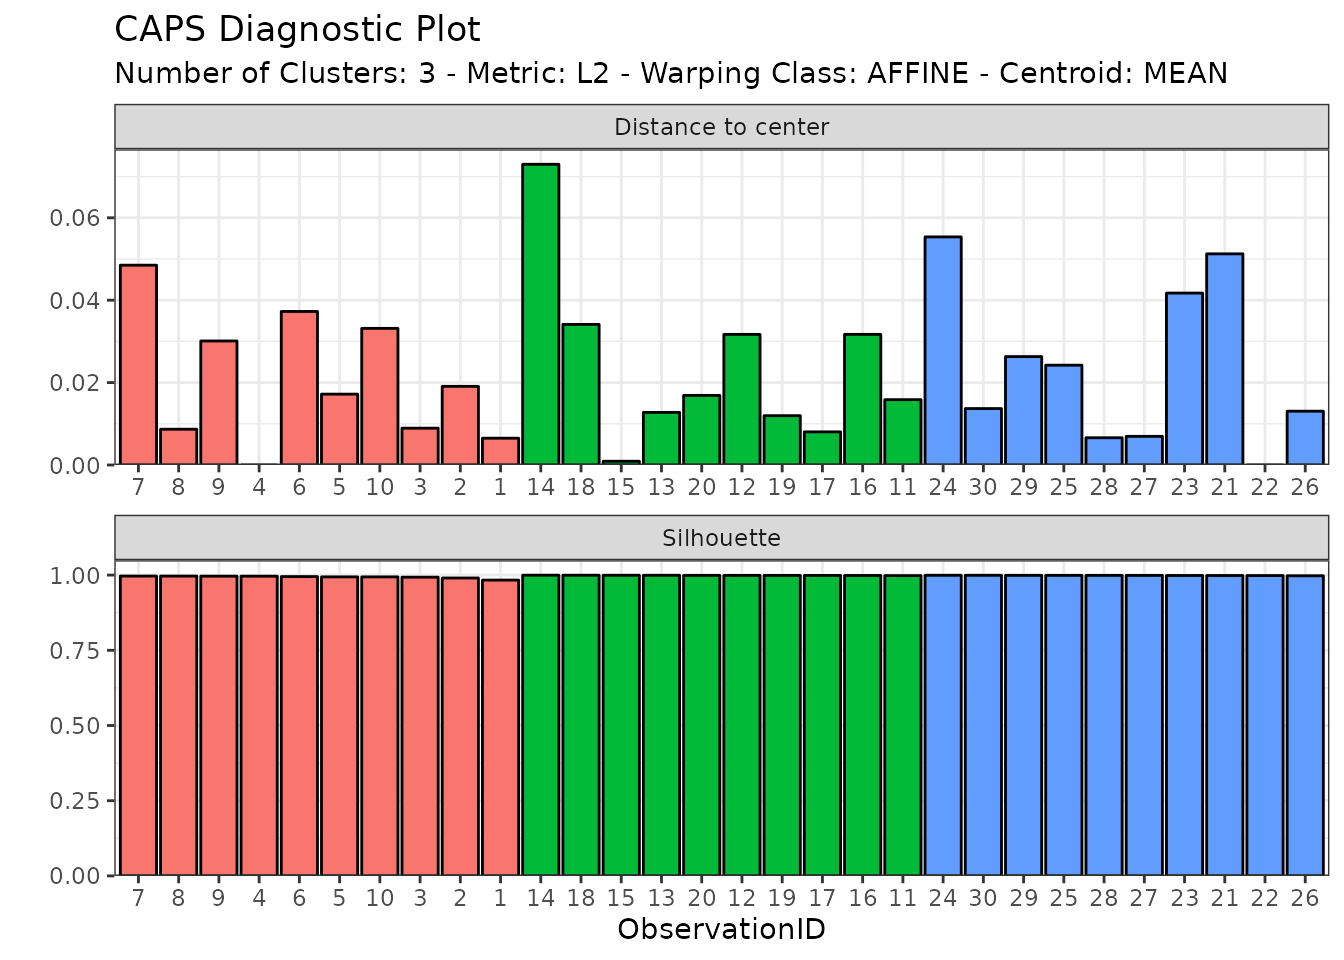 CAPS Diagnostic Plot
Number of Clusters: 3 - Metric: L2 - Warping Class: AFFINE - Centroid: MEAN
Distance to center
0.06
0.04
0.02
0.00
7 8 9 4 6 5 10 3 2 1 14 18 15 13 20 12 19 17 16 11 24 30 29 25 28 27 23 21 22 26
Silhouette
1.00
0.75
0.50
0.25
0.00
7 8 9 4 6 5 10 3 2 1 14 18 15 13 20 12 19 17 16 11 24 30 29 25 28 27 23 21 22 26
ObservationID